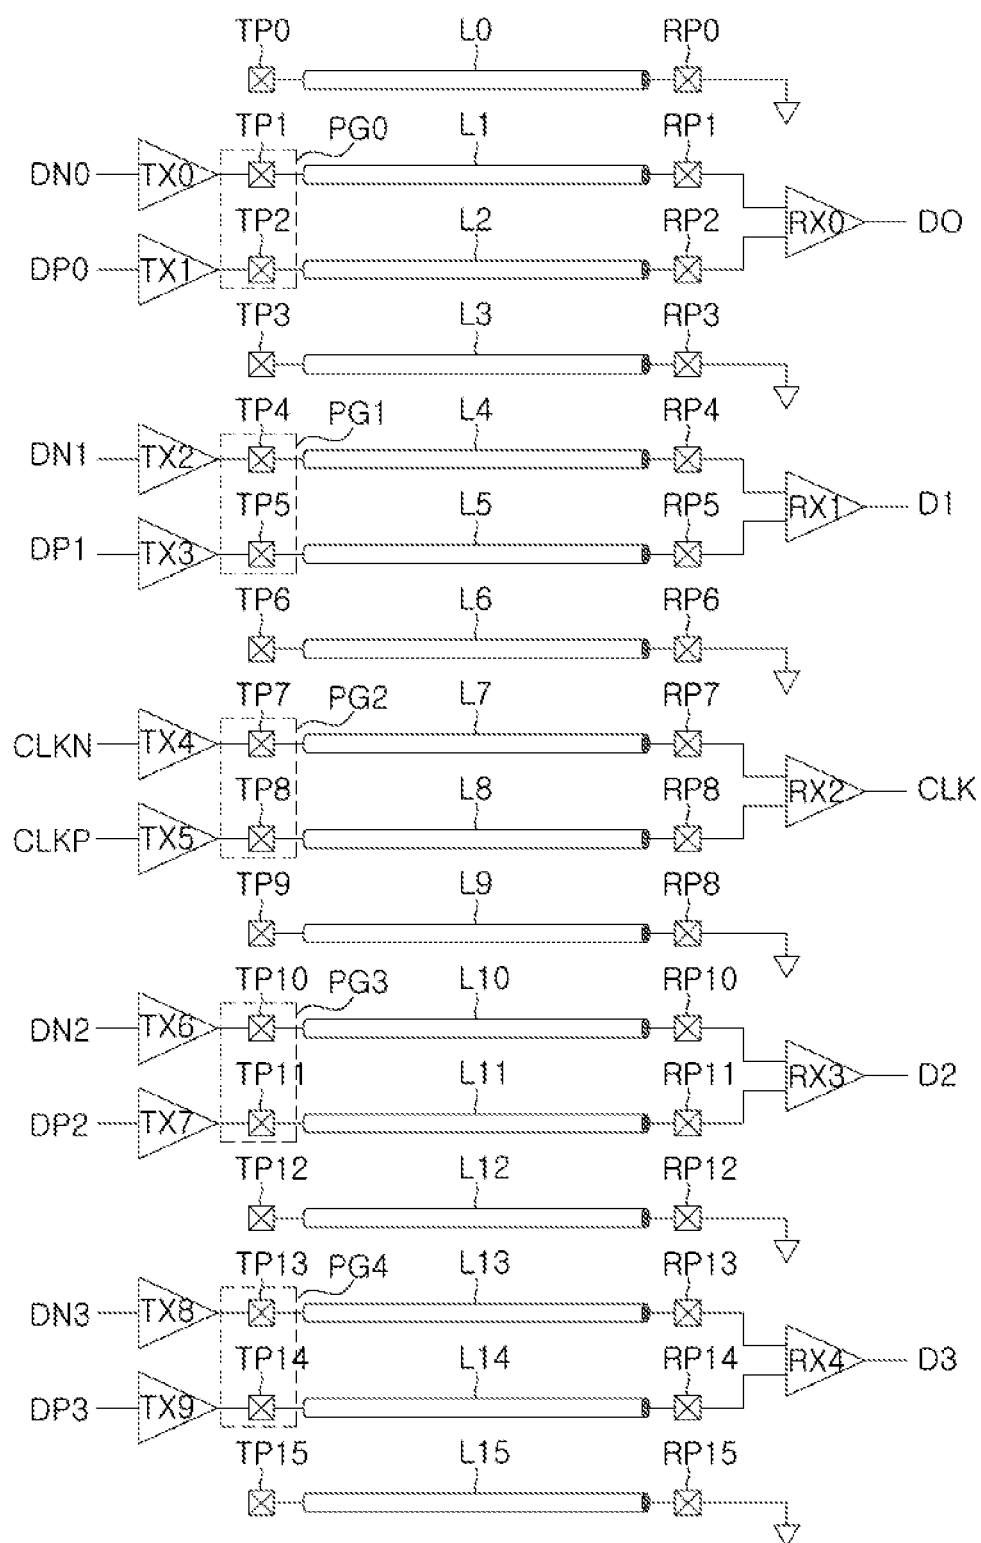 TP0 L0 RP0
TP1 PG0 L1 RP1
DN0 TX0
TP2 L2 RP2 RX0 DO
DP0 TX1
TP3 L3 RP3
TP4 PG1 L4 RP4
DN1 TX2
TP5 L5 RP5 RX1 D1
DP1 TX3
TP6 L6 RP6
TP7 PG2 L7 RP7
CLKN TX4
TP8 L8 RP8 RX2 CLK
CLKP TX5
TP9 L9 RP8
TP10 PG3 L10 RP10
DN2 TX6
TP11 L11 RP11 RX3 D2
DP2 TX7
TP12 L12 RP12
TP13 PG4 L13 RP13
DN3 TX8
TP14 L14 RP14 RX4 D3
DP3 TX9
TP15 L15 RP15